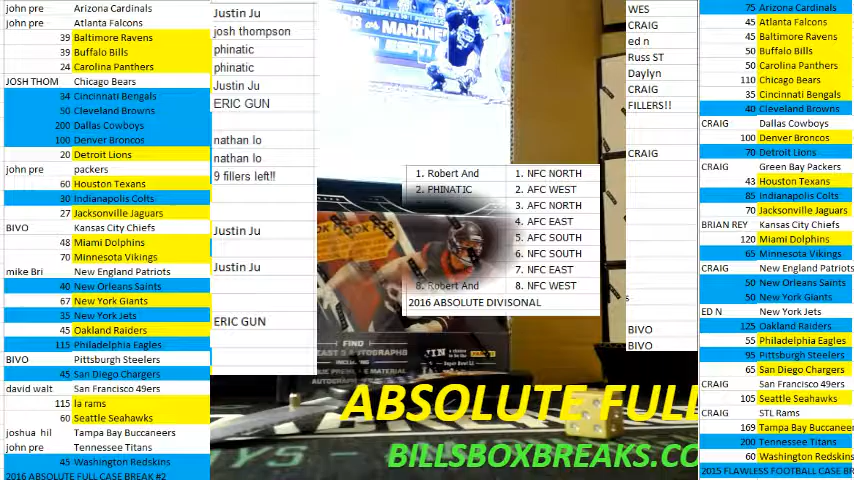 john pre Arizona Cardinals
john pre Atlanta Falcons
39 Baltimore Ravens
39 Buffalo Bills
24 Carolina Panthers
JOSH THOM Chicago Bears
34 Cincinnati Bengals
50 Cleveland Browns
200 Dallas Cowboys
100 Denver Broncos
20 Detroit Lions
john pre packers
60 Houston Texans
30 Indianapolis Colts
27 Jacksonville Jaguars
BIVO Kansas City Chiefs
48 Miami Dolphins
70 Minnesota Vikings
mike Bri New England Patriots
40 New Orleans Saints
67 New York Giants
35 New York Jets
45 Oakland Raiders
115 Philadelphia Eagles
BIVO Pittsburgh Steelers
45 San Diego Chargers
david walt San Francisco 49ers
115 la rams
60 Seattle Seahawks
joshua hil Tampa Bay Buccaneers
john pre Tennessee Titans
45 Washington Redskins
2016 ABSOLUTE FULL CASE BREAK #2
Justin Ju
josh thompson
phinatic
phinatic
Justin Ju
ERIC GUN
nathan lo
nathan lo
9 fillers left!!
Justin Ju
Justin Ju
ERIC GUN
MARINE
1. Robert And 1. NFC NORTH
2. PHINATIC 2. AFC WEST
3. AFC NORTH
4. AFC EAST
5. AFC SOUTH
6. NFC SOUTH
7. NFC EAST
8. Robert And 8. NFC WEST
2016 ABSOLUTE DIVISONAL
FIND
AUTOGRAPHS
INCLUDING
MATERIAL
ABSOLUTE FULL
BILLSBOXBREAKS.CO
WES
CRAIG
ed n
Russ ST
Daylyn
CRAIG
FILLERS!!
CRAIG
BIVO
BIVO
75 Arizona Cardinals
45 Atlanta Falcons
45 Baltimore Ravens
50 Buffalo Bills
50 Carolina Panthers
110 Chicago Bears
35 Cincinnati Bengals
40 Cleveland Browns
CRAIG Dallas Cowboys
100 Denver Broncos
70 Detroit Lions
CRAIG Green Bay Packers
43 Houston Texans
85 Indianapolis Colts
70 Jacksonville Jaguars
BRIAN REY Kansas City Chiefs
120 Miami Dolphins
65 Minnesota Vikings
CRAIG New England Patriots
50 New Orleans Saints
50 New York Giants
ED N New York Jets
125 Oakland Raiders
55 Philadelphia Eagles
95 Pittsburgh Steelers
65 San Diego Chargers
CRAIG San Francisco 49ers
105 Seattle Seahawks
CRAIG STL Rams
169 Tampa Bay Buccaneers
200 Tennessee Titans
60 Washington Redskins
2015 FLAWLESS FOOTBALL CASE BR